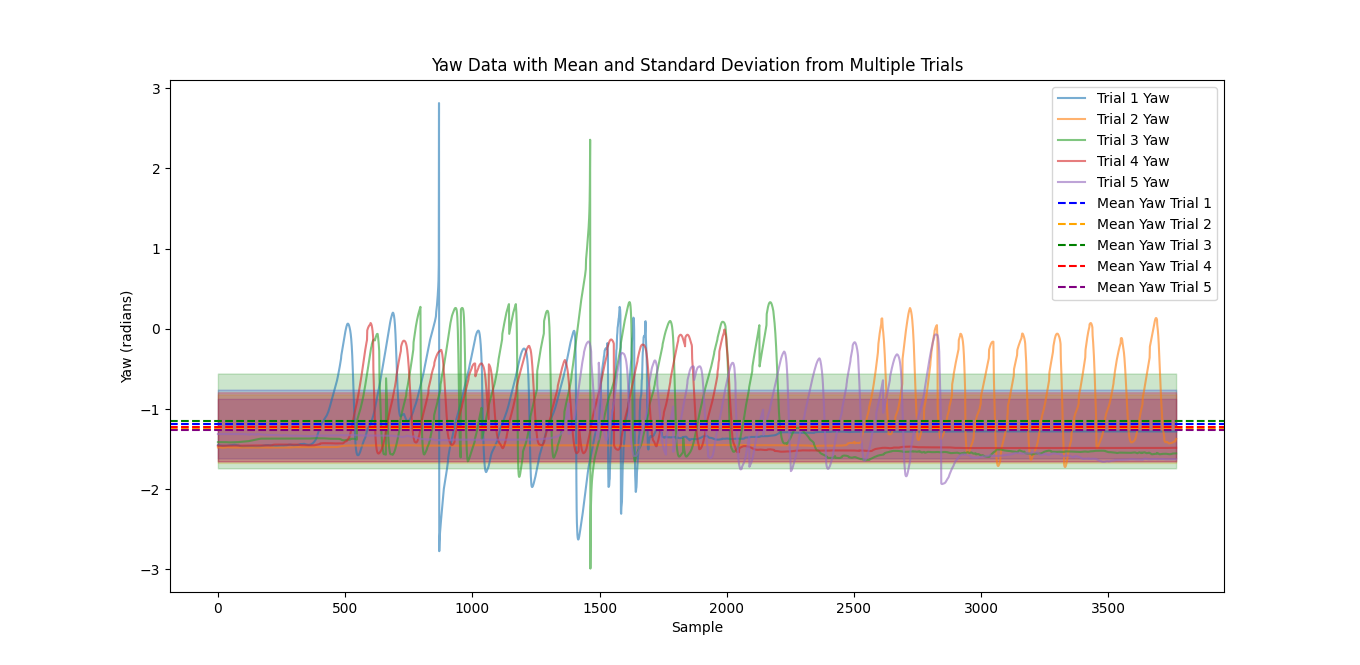 Yaw Data with Mean and Standard Deviation from Multiple Trials
Yaw (radians)
3
2
1
0
−1
−2
−3
Trial 1 Yaw
Trial 2 Yaw
Trial 3 Yaw
Trial 4 Yaw
Trial 5 Yaw
Mean Yaw Trial 1
Mean Yaw Trial 2
Mean Yaw Trial 3
Mean Yaw Trial 4
Mean Yaw Trial 5
0 500 1000 1500 2000 2500 3000 3500
Sample